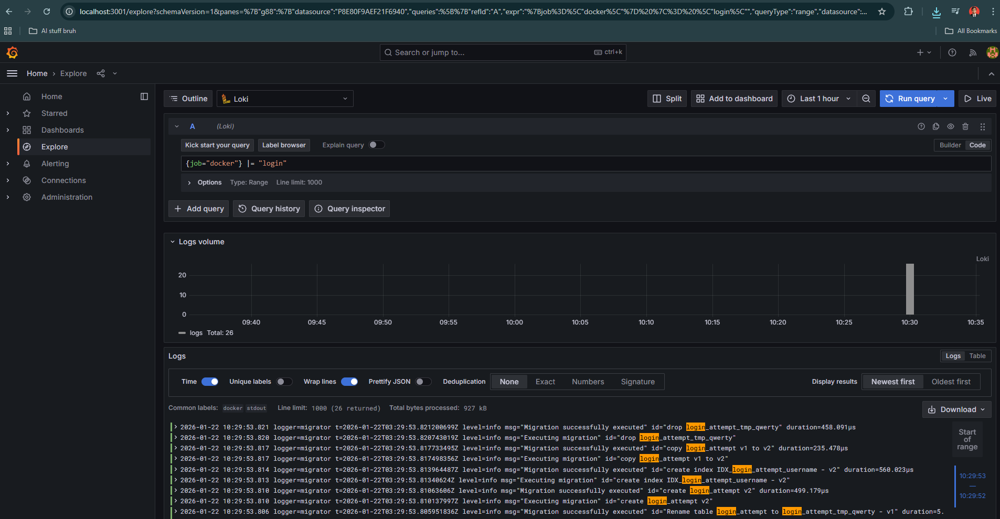 localhost:3001/explore?schemaVersion=1&panes=%7B"g88":%7B"datasource":"P8E80F9AEF21F6940","queries":%5B%7B"refId":"A","expr":"%7Bjob%3D%5C"docker%5C"%7D%20%7C%3D%20%5C"login%5C"","queryType":"range","datasource":...
AI stuff bruh
All Bookmarks
Search or jump to...
ctrl+k
Home › Explore
Home
Starred
Dashboards
Explore
Alerting
Connections
Administration
Outline
Loki
Split
Add to dashboard
Last 1 hour
Run query
Live
A (Loki)
Kick start your query
Label browser
Explain query
Builder
Code
{job="docker"} |= "login"
Options Type: Range Line limit: 1000
+ Add query
Query history
Query inspector
Logs volume
Loki
20
10
0
09:40 09:45 09:50 09:55 10:00 10:05 10:10 10:15 10:20 10:25 10:30 10:35
logs Total: 26
Logs
Logs Table
Time
Unique labels
Wrap lines
Prettify JSON
Deduplication
None Exact Numbers Signature
Display results
Newest first Oldest first
Common labels: docker stdout Line limit: 1000 (26 returned) Total bytes processed: 927 kB
Download
2026-01-22 10:29:53.821 logger=migrator t=2026-01-22T03:29:53.821200699Z level=info msg="Migration successfully executed" id="drop login_attempt_tmp_qwerty" duration=458.091µs
2026-01-22 10:29:53.820 logger=migrator t=2026-01-22T03:29:53.820743019Z level=info msg="Executing migration" id="drop login_attempt_tmp_qwerty"
2026-01-22 10:29:53.817 logger=migrator t=2026-01-22T03:29:53.817733495Z level=info msg="Migration successfully executed" id="copy login_attempt v1 to v2" duration=235.478µs
2026-01-22 10:29:53.817 logger=migrator t=2026-01-22T03:29:53.817498356Z level=info msg="Executing migration" id="copy login_attempt v1 to v2"
2026-01-22 10:29:53.814 logger=migrator t=2026-01-22T03:29:53.813964487Z level=info msg="Migration successfully executed" id="create index IDX_login_attempt_username - v2" duration=560.023µs
2026-01-22 10:29:53.813 logger=migrator t=2026-01-22T03:29:53.81340624Z level=info msg="Executing migration" id="create index IDX_login_attempt_username - v2"
2026-01-22 10:29:53.810 logger=migrator t=2026-01-22T03:29:53.81063606Z level=info msg="Migration successfully executed" id="create login_attempt v2" duration=499.179µs
2026-01-22 10:29:53.810 logger=migrator t=2026-01-22T03:29:53.810137997Z level=info msg="Executing migration" id="create login_attempt v2"
2026-01-22 10:29:53.806 logger=migrator t=2026-01-22T03:29:53.805951836Z level=info msg="Migration successfully executed" id="Rename table login_attempt to login_attempt_tmp_qwerty - v1" duration=5.
Start
of
range
10:29:53
—
10:29:52